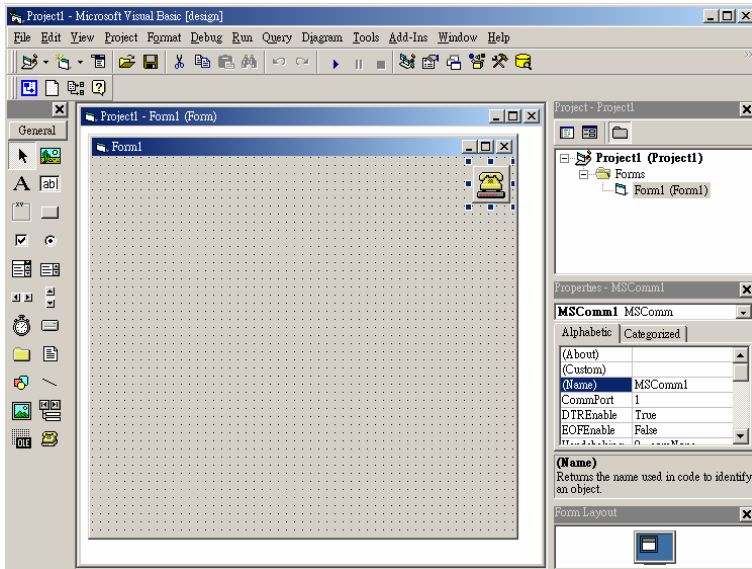 Project1 - Microsoft Visual Basic [design]
File Edit View Project Format Debug Run Query Diagram Tools Add-Ins Window Help
General
A
ab|
XV
OLE
Project1 - Form1 (Form)
Form1
Project - Project1
Project1 (Project1)
Forms
Form1 (Form1)
Properties - MSComm1
MSComm1 MSComm
Alphabetic Categorized
(About)
(Custom)
(Name) MSComm1
CommPort 1
DTREnable True
EOFEnable False
(Name)
Returns the name used in code to identify
an object.
Form Layout